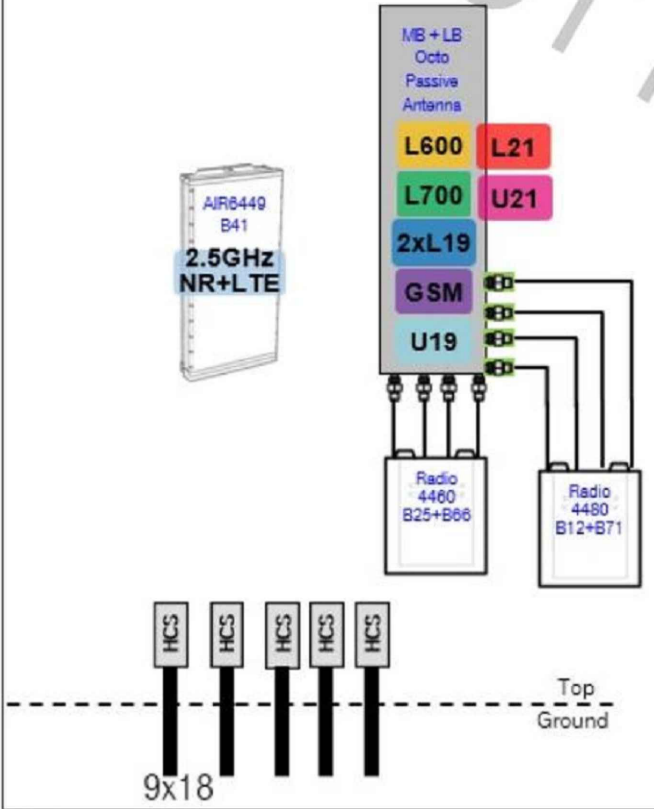 MB + LB
Octo
Passive
Antenna
L600 L21
L700 U21
2xL19
GSM
U19
AIR6449
B41
2.5GHz
NR+LTE
Radio
4460
B25+B66
Radio
4480
B12+B71
HCS HCS HCS HCS HCS
Top
Ground
9x18